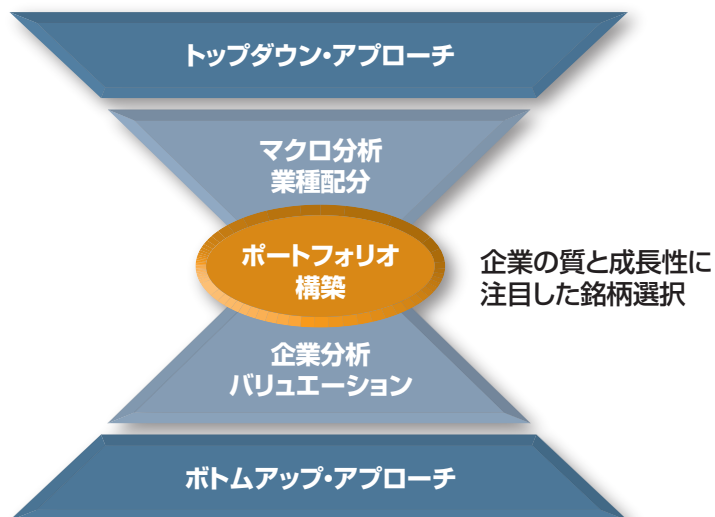 トップダウン・アプローチ
マクロ分析
業種配分
ポートフォリオ
構築
企業の質と成長性に
注目した銘柄選択
企業分析
バリュエーション
ボトムアップ・アプローチ